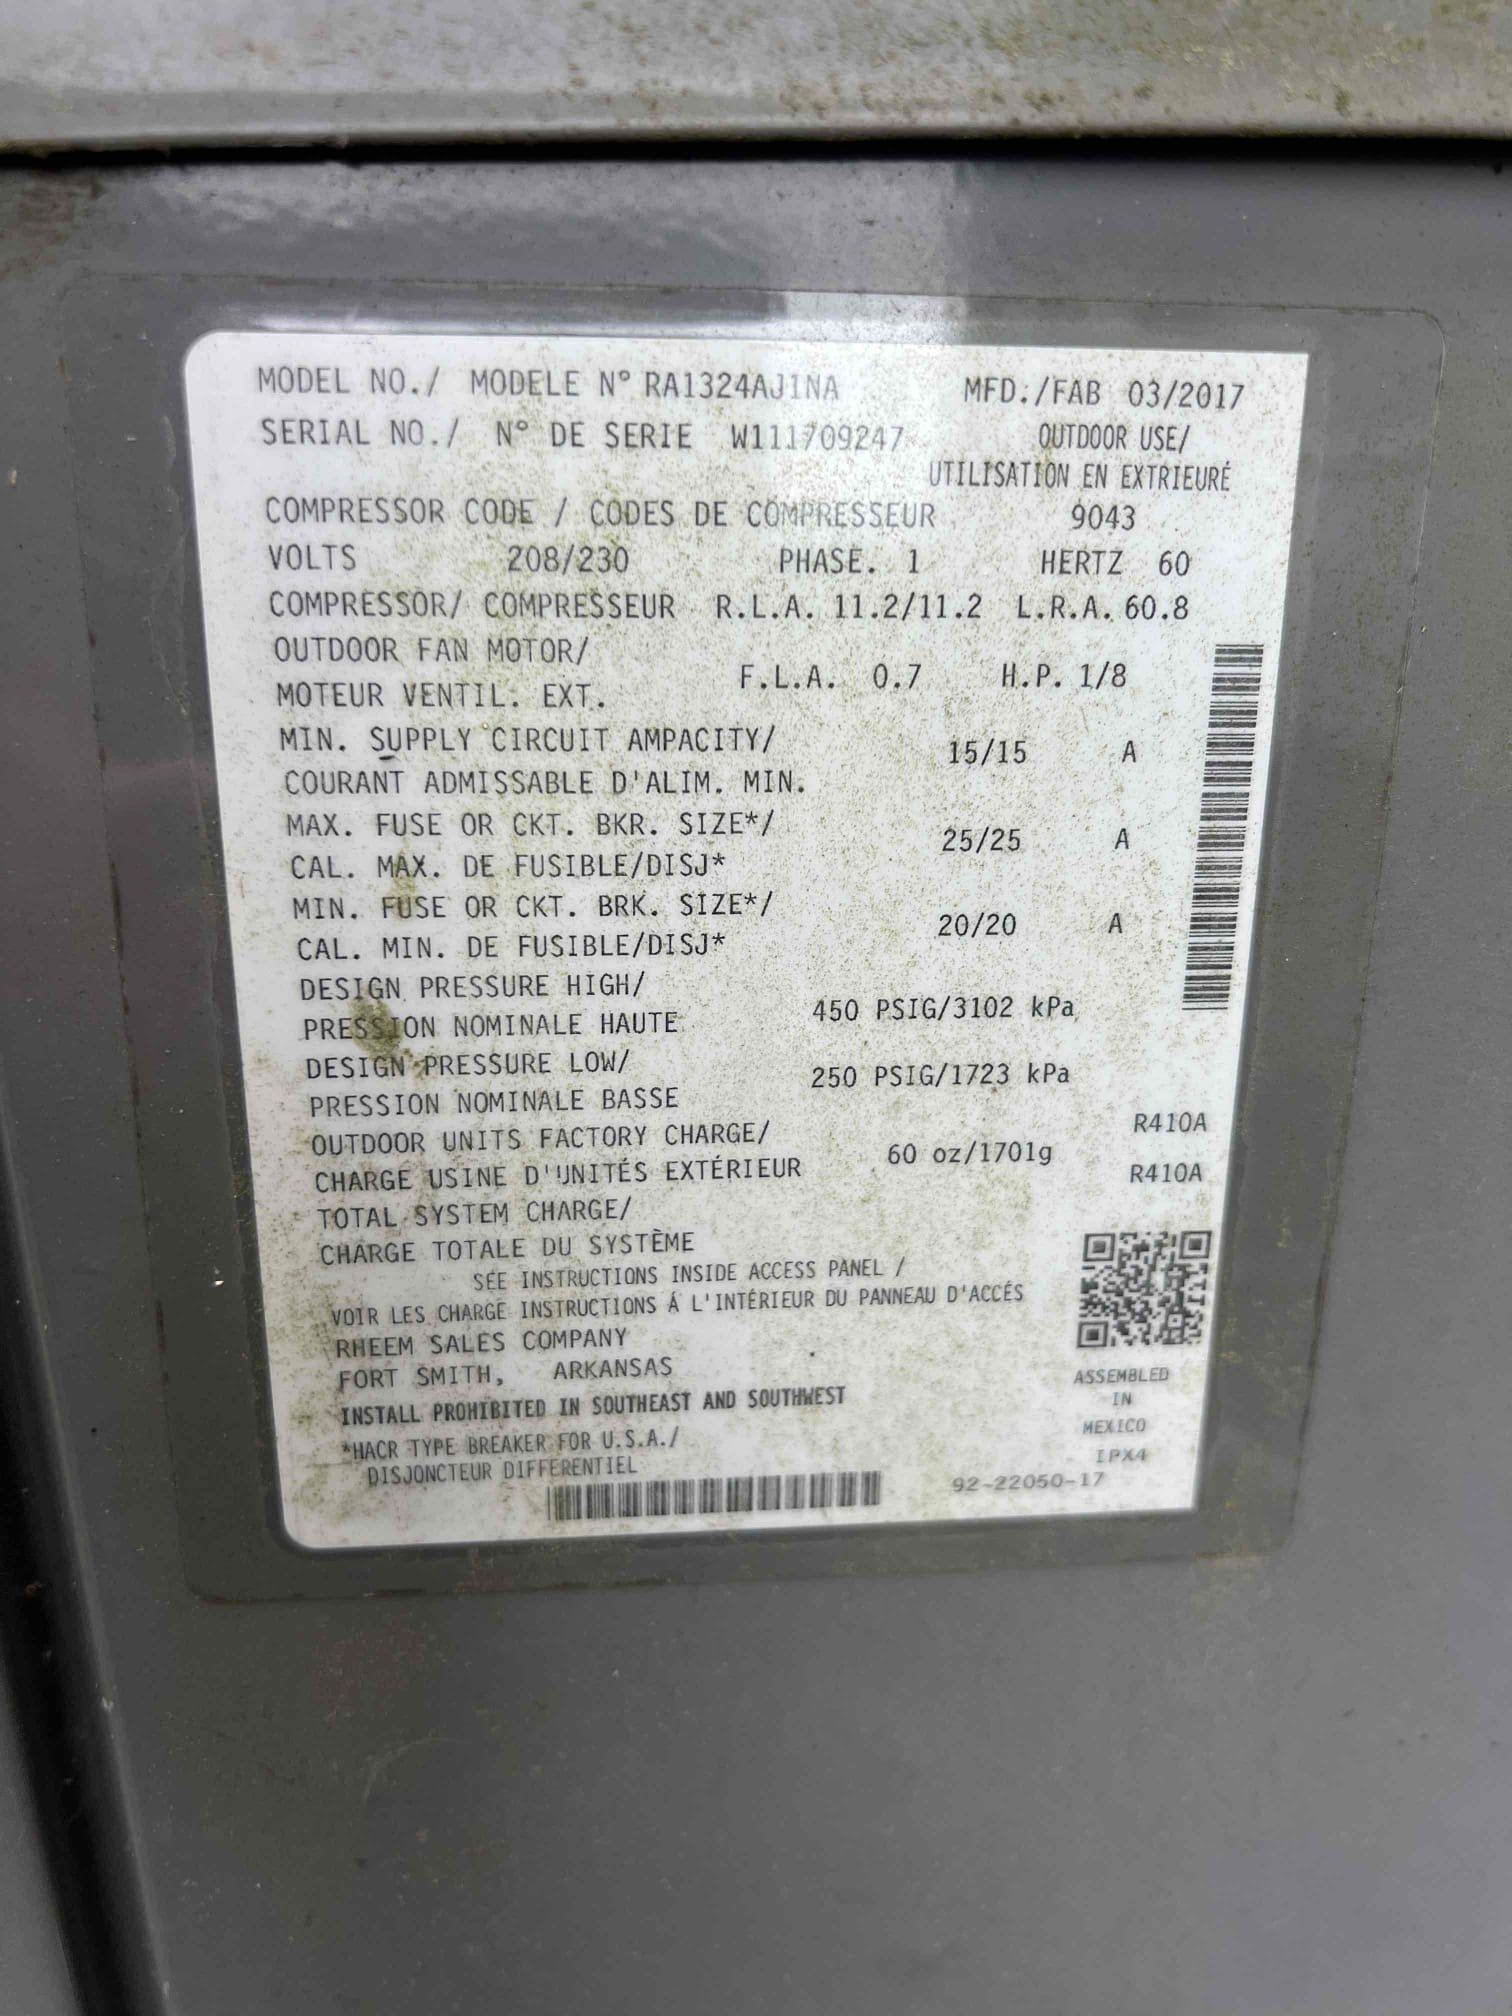 MODEL NO./ MODELE N° RA1324AJ1NA MFD./FAB 03/2017
SERIAL NO./ N° DE SERIE W111709247 OUTDOOR USE/
UTILISATION EN EXTRIEURÉ
COMPRESSOR CODE / CODES DE COMPRESSEUR 9043
VOLTS 208/230 PHASE. 1 HERTZ 60
COMPRESSOR/ COMPRESSEUR R.L.A. 11.2/11.2 L.R.A. 60.8
OUTDOOR FAN MOTOR/
MOTEUR VENTIL. EXT. F.L.A. 0.7 H.P. 1/8
MIN. SUPPLY CIRCUIT AMPACITY/
COURANT ADMISSABLE D'ALIM. MIN. 15/15 A
MAX. FUSE OR CKT. BKR. SIZE*/
CAL. MAX. DE FUSIBLE/DISJ* 25/25 A
MIN. FUSE OR CKT. BRK. SIZE*/
CAL. MIN. DE FUSIBLE/DISJ* 20/20 A
DESIGN PRESSURE HIGH/
PRESSION NOMINALE HAUTE 450 PSIG/3102 kPa
DESIGN PRESSURE LOW/
PRESSION NOMINALE BASSE 250 PSIG/1723 kPa
OUTDOOR UNITS FACTORY CHARGE/ R410A
CHARGE USINE D'UNITÉS EXTÉRIEUR 60 oz/1701g R410A
TOTAL SYSTEM CHARGE/
CHARGE TOTALE DU SYSTÈME
SEE INSTRUCTIONS INSIDE ACCESS PANEL /
VOIR LES CHARGE INSTRUCTIONS Á L'INTÉRIEUR DU PANNEAU D'ACCÉS
RHEEM SALES COMPANY
FORT SMITH, ARKANSAS
INSTALL PROHIBITED IN SOUTHEAST AND SOUTHWEST
*HACR TYPE BREAKER FOR U.S.A./
DISJONCTEUR DIFFERENTIEL
ASSEMBLED
IN
MEXICO
IPX4
92-22050-17